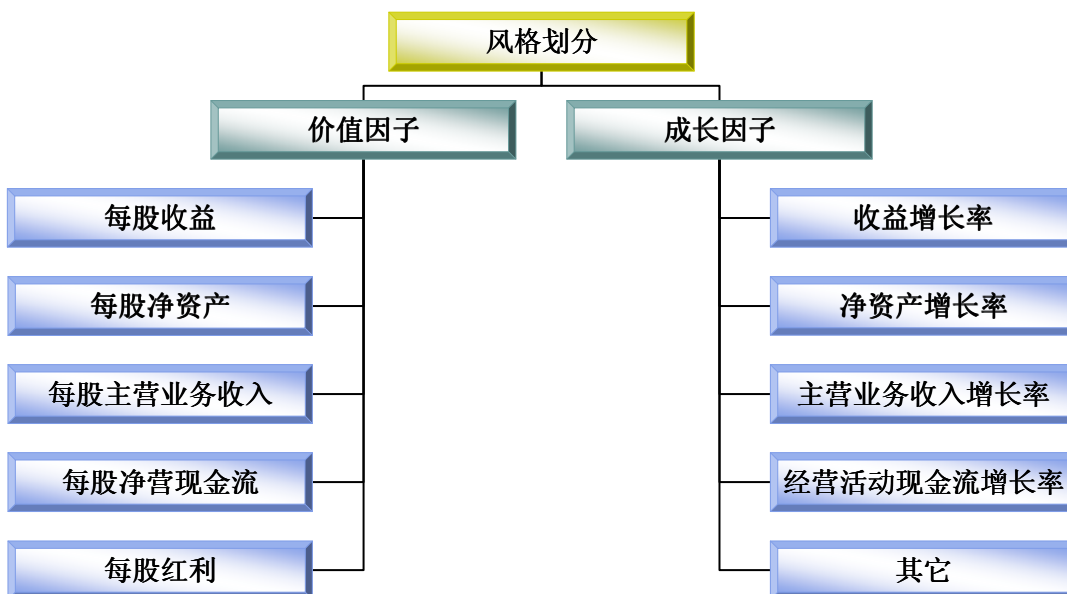 风格划分
价值因子
成长因子
每股收益
每股净资产
每股主营业务收入
每股净营现金流
每股红利
收益增长率
净资产增长率
主营业务收入增长率
经营活动现金流增长率
其它